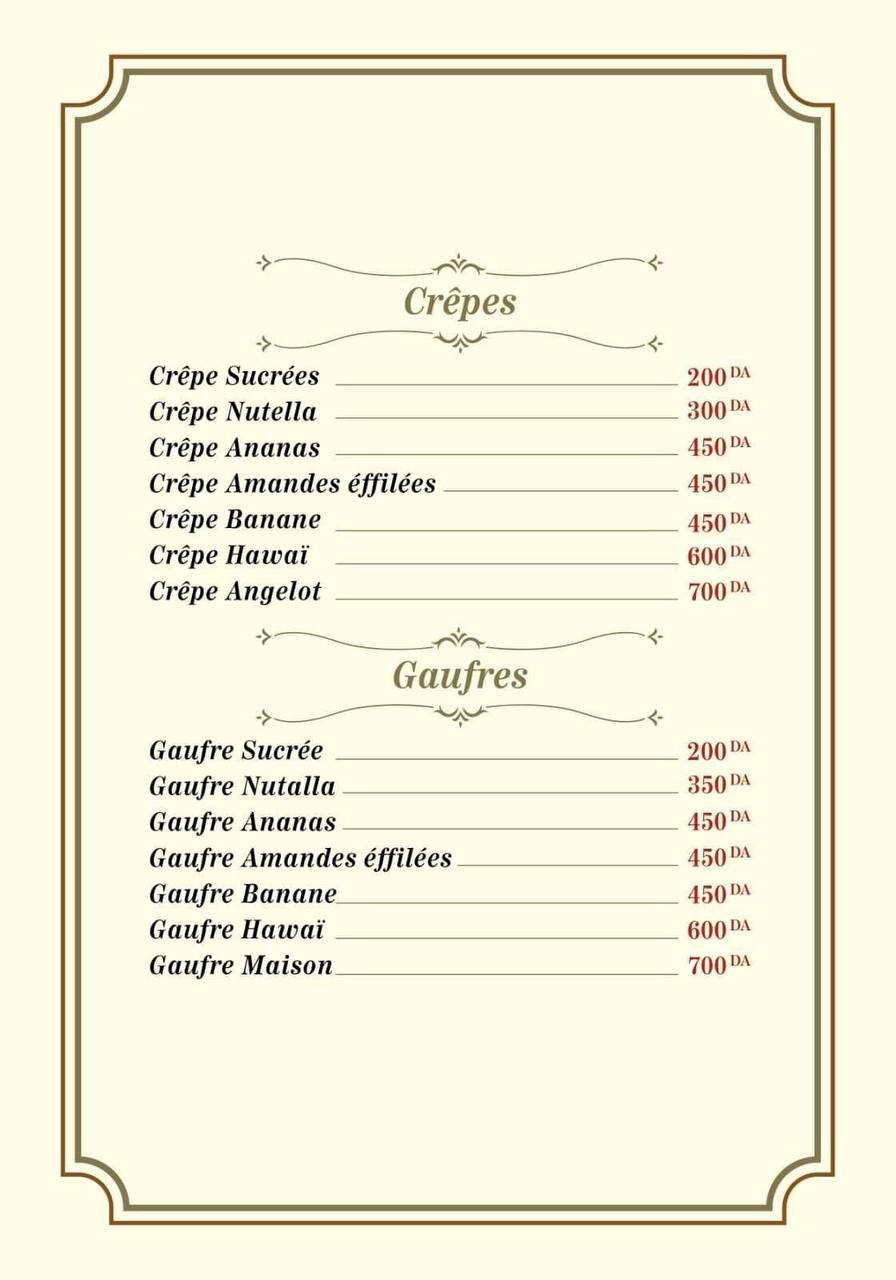 Crêpes
Crêpe Sucrées 200 DA
Crêpe Nutella 300 DA
Crêpe Ananas 450 DA
Crêpe Amandes éffilées 450 DA
Crêpe Banane 450 DA
Crêpe Hawaï 600 DA
Crêpe Angelot 700 DA
Gaufres
Gaufre Sucrée 200 DA
Gaufre Nutalla 350 DA
Gaufre Ananas 450 DA
Gaufre Amandes éffilées 450 DA
Gaufre Banane 450 DA
Gaufre Hawaï 600 DA
Gaufre Maison 700 DA